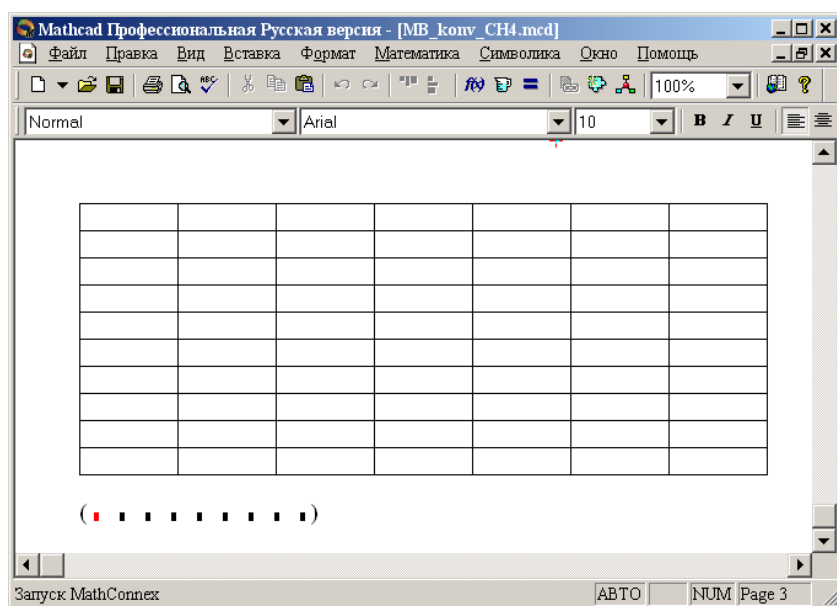 Mathcad Профессиональная Русская версия - [MB_konv_CH4.mcd]
Файл Правка Вид Вставка Формат Математика Символика Окно Помощь
ABC f(x) = 100% ?
Normal Arial 10 B I U
( )
Запуск MathConnex АВТО NUM Page 3